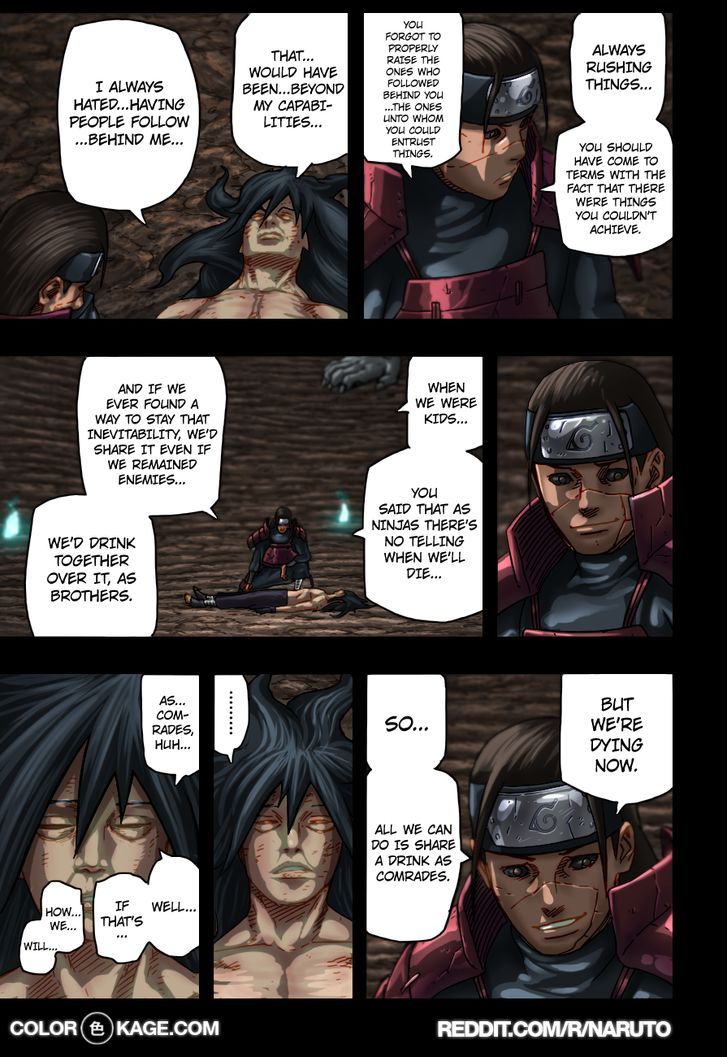 ALWAYS
RUSHING
THINGS...
YOU SHOULD
HAVE COME TO
TERMS WITH THE
FACT THAT THERE
WERE THINGS
YOU COULDN'T
ACHIEVE.
YOU
FORGOT TO
PROPERLY
RAISE THE
ONES WHO
FOLLOWED
BEHIND YOU
...THE ONES
UNTO WHOM
YOU COULD
ENTRUST
THINGS.
THAT...
WOULD HAVE
BEEN...BEYOND
MY CAPABI-
LITIES...
I ALWAYS
HATED...HAVING
PEOPLE FOLLOW
...BEHIND ME...
WHEN
WE WERE
KIDS...
YOU
SAID THAT AS
NINJAS THERE'S
NO TELLING
WHEN WE'LL
DIE...
AND IF WE
EVER FOUND A
WAY TO STAY THAT
INEVITABILITY, WE'D
SHARE IT EVEN IF
WE REMAINED
ENEMIES...
WE'D DRINK
TOGETHER
OVER IT, AS
BROTHERS.
BUT
WE'RE
DYING
NOW.
SO...
ALL WE CAN
DO IS SHARE
A DRINK AS
COMRADES.
.........
AS...
COM-
RADES,
HUH...
WELL...
IF
THAT'S
...
HOW...
WE...
WILL...
COLOR 色 KAGE.COM
REDDIT.COM/R/NARUTO